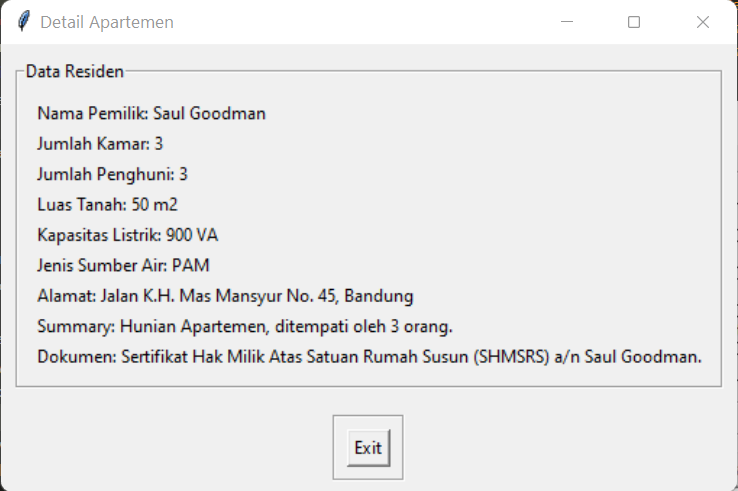 Detail Apartemen
Data Residen
Nama Pemilik: Saul Goodman
Jumlah Kamar: 3
Jumlah Penghuni: 3
Luas Tanah: 50 m2
Kapasitas Listrik: 900 VA
Jenis Sumber Air: PAM
Alamat: Jalan K.H. Mas Mansyur No. 45, Bandung
Summary: Hunian Apartemen, ditempati oleh 3 orang.
Dokumen: Sertifikat Hak Milik Atas Satuan Rumah Susun (SHMSRS) a/n Saul Goodman.
Exit